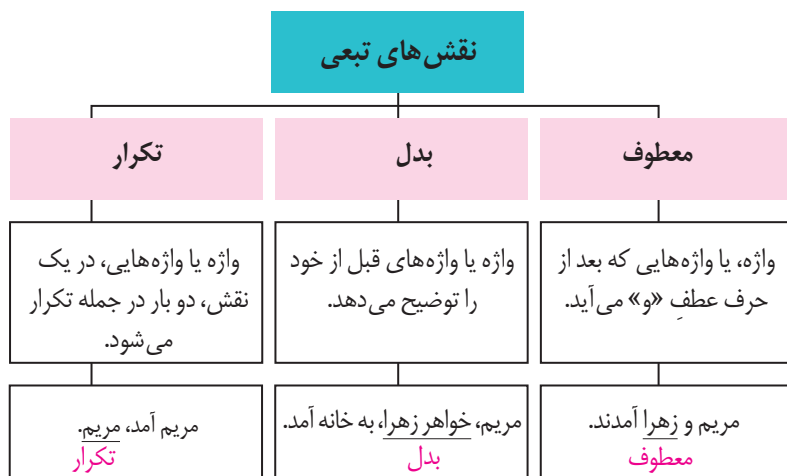 نقش‌های تبعی
معطوف
بدل
تکرار
واژه، یا واژه‌هایی که بعد از
حرف عطفِ «و» می‌آید.
واژه یا واژه‌های قبل از خود
را توضیح می‌دهد.
واژه یا واژه‌هایی، در یک
نقش، دو بار در جمله تکرار
می‌شود.
مریم و زهرا آمدند.
معطوف
مریم، خواهر زهرا، به خانه آمد.
بدل
مریم آمد، مریم.
تکرار